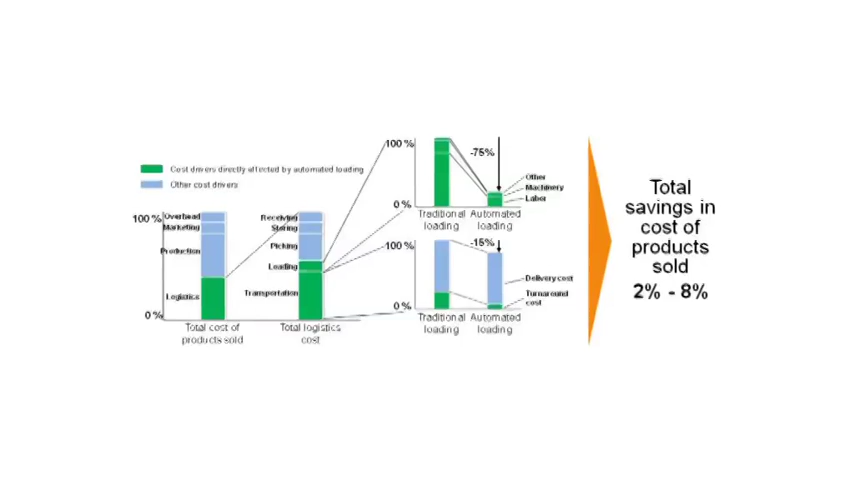 Cost drivers directly affected by automated loading
Other cost drivers
100 %
Overhead
Marketing
Production
Logistics
0 %
Total cost of
products sold
Receiving
Storing
Picking
Loading
Transportation
Total logistics
cost
100 %
-75%
Other
Machinery
Labor
0 %
Traditional
loading
Automated
loading
100 %
-15%
Delivery cost
Turnaround
cost
0 %
Traditional
loading
Automated
loading
Total
savings in
cost of
products
sold
2% - 8%